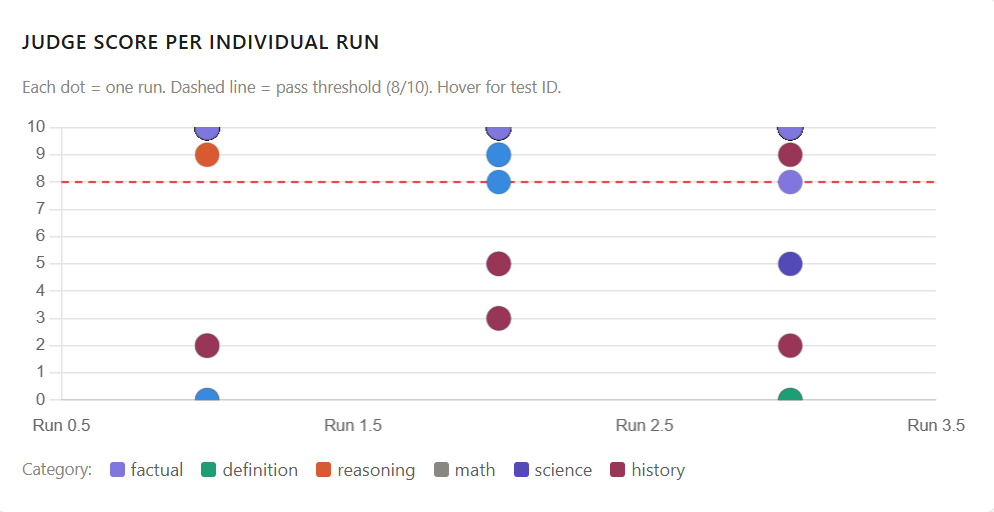 JUDGE SCORE PER INDIVIDUAL RUN
Each dot = one run. Dashed line = pass threshold (8/10). Hover for test ID.
10
9
8
7
6
5
4
3
2
1
0
Run 0.5 Run 1.5 Run 2.5 Run 3.5
Category: factual definition reasoning math science history